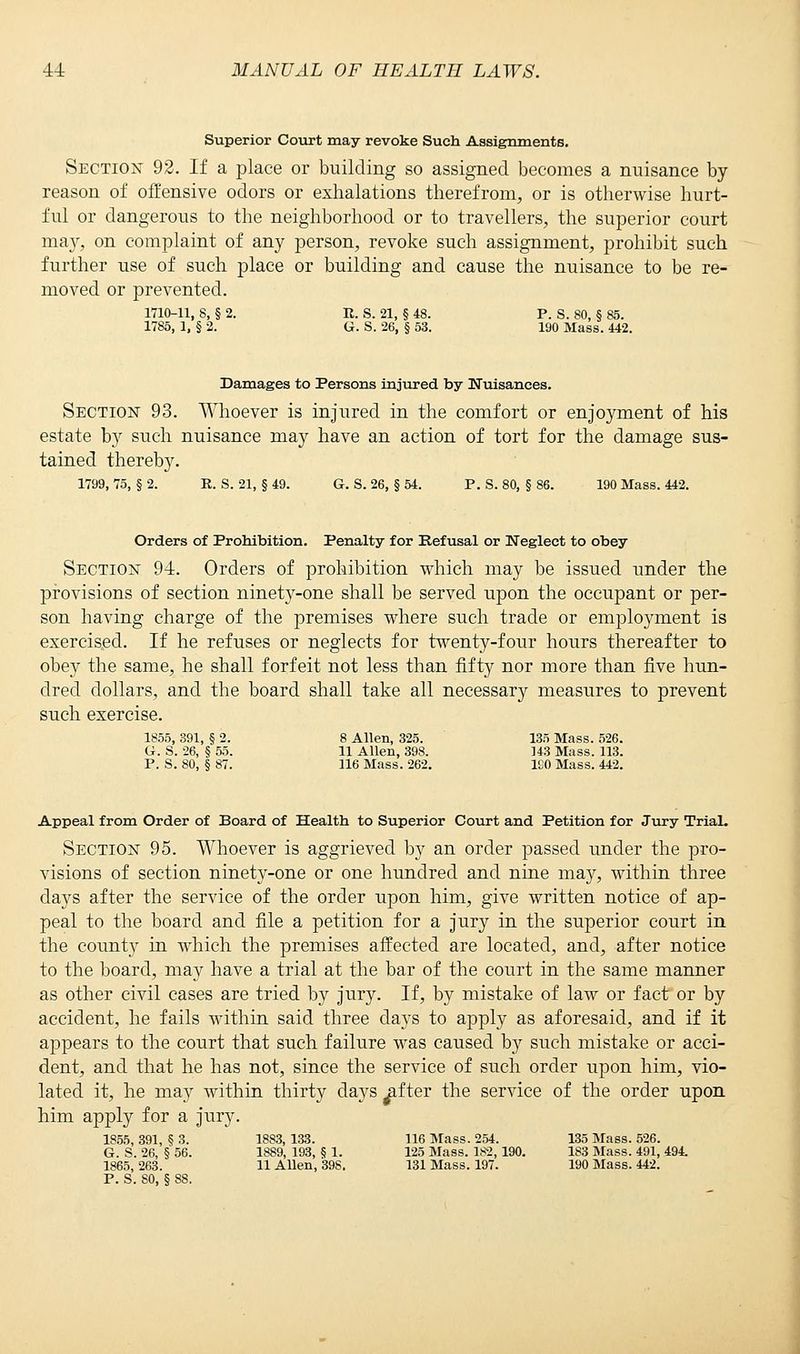 44 MANUAL OF HEALTH LAWS.
Superior Court may revoke Such Assignments.
Section 92. If a place or building so assigned becomes a nuisance by
reason of offensive odors or exhalations therefrom, or is otherwise hurt-
ful or dangerous to the neighborhood or to travellers, the superior court
may, on complaint of any person, revoke such assignment, prohibit such
further use of such place or building and cause the nuisance to be re-
moved or prevented.
1710-11, 8, § 2. R. S. 21, § 48. P. S. 80, § 85.
1785, 1, § 2. G. S. 26, § 53. 190 Mass. 442.
Damages to Persons injured by Nuisances.
Section 93. Whoever is injured in the comfort or enjoyment of his
estate by such nuisance may have an action of tort for the damage sus-
tained thereby.
1799, 75, § 2. R. S. 21, § 49. G. S. 26, § 54. P. S. 80, § 86. 190 Mass. 442.
Orders of Prohibition. Penalty for Refusal or Neglect to obey
Section 94. Orders of prohibition which may be issued under the
provisions of section ninety-one shall be served upon the occupant or per-
son having charge of the premises where such trade or employment is
exercised. If he refuses or neglects for twenty-four hours thereafter to
obey the same, he shall forfeit not less than fifty nor more than five hun-
dred dollars, and the board shall take all necessary measures to prevent
such exercise.
1855, 391, § 2. 8 Allen, 325. 135 Mass. 526.
G. S. 26, § 55. 11 Allen, 398. 143 Mass. 113.
P. S. 80, § 87. 116 Mass. 262. 190 Mass. 442.
Appeal from Order of Board of Health to Superior Court and Petition for Jury Trial.
Section 95. Whoever is aggrieved by an order passed under the pro-
visions of section ninety-one or one hundred and nine may, within three
days after the service of the order upon him, give written notice of ap-
peal to the board and file a petition for a jury in the superior court in
the county in which the premises affected are located, and, after notice
to the board, may have a trial at the bar of the court in the same manner
as other civil cases are tried by jury. If, by mistake of law or fact or by
accident, he fails within said three days to apply as aforesaid, and if it
appears to the court that such failure was caused by such mistake or acci-
dent, and that he has not, since the service of such order upon him, vio-
lated it, he may within thirty days after the service of the order upon
him apply for a jury.
1855, 391, § 3. 1883, 133. 116 Mass. 254. 135 Mass. 526.
G. S. 26, § 56. 1889, 193, § 1. 125 Mass. 182, 190. 183 Mass. 491, 494.
1865, 263. 11 Allen, 398. 131 Mass. 197. 190 Mass. 442.
P. S. 80, § 88.